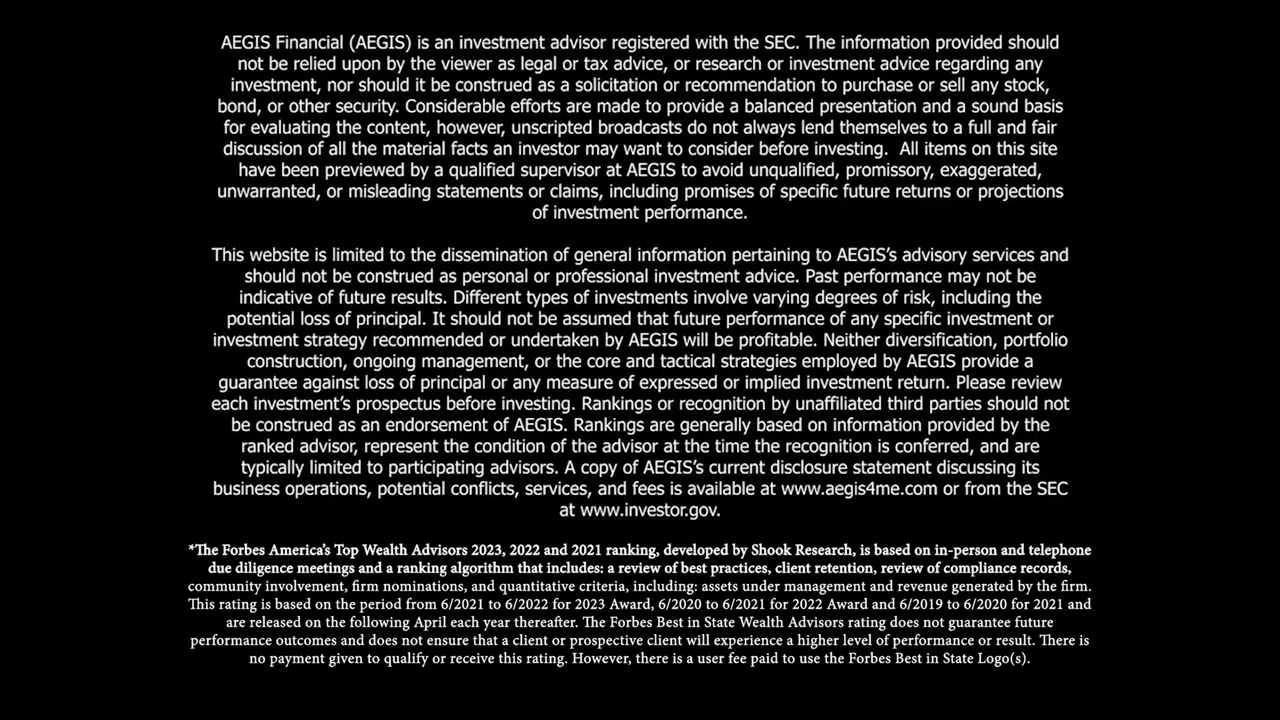 AEGIS Financial (AEGIS) is an investment advisor registered with the SEC. The information provided should
not be relied upon by the viewer as legal or tax advice, or research or investment advice regarding any
investment, nor should it be construed as a solicitation or recommendation to purchase or sell any stock,
bond, or other security. Considerable efforts are made to provide a balanced presentation and a sound basis
for evaluating the content, however, unscripted broadcasts do not always lend themselves to a full and fair
discussion of all the material facts an investor may want to consider before investing.  All items on this site
have been previewed by a qualified supervisor at AEGIS to avoid unqualified, promissory, exaggerated,
unwarranted, or misleading statements or claims, including promises of specific future returns or projections
of investment performance.
This website is limited to the dissemination of general information pertaining to AEGIS's advisory services and
should not be construed as personal or professional investment advice. Past performance may not be
indicative of future results. Different types of investments involve varying degrees of risk, including the
potential loss of principal. It should not be assumed that future performance of any specific investment or
investment strategy recommended or undertaken by AEGIS will be profitable. Neither diversification, portfolio
construction, ongoing management, or the core and tactical strategies employed by AEGIS provide a
guarantee against loss of principal or any measure of expressed or implied investment return. Please review
each investment's prospectus before investing. Rankings or recognition by unaffiliated third parties should not
be construed as an endorsement of AEGIS. Rankings are generally based on information provided by the
ranked advisor, represent the condition of the advisor at the time the recognition is conferred, and are
typically limited to participating advisors. A copy of AEGIS's current disclosure statement discussing its
business operations, potential conflicts, services, and fees is available at www.aegis4me.com or from the SEC
at www.investor.gov.
*The Forbes America's Top Wealth Advisors 2023, 2022 and 2021 ranking, developed by Shook Research, is based on in-person and telephone
due diligence meetings and a ranking algorithm that includes: a review of best practices, client retention, review of compliance records,
community involvement, firm nominations, and quantitative criteria, including: assets under management and revenue generated by the firm.
This rating is based on the period from 6/2021 to 6/2022 for 2023 Award, 6/2020 to 6/2021 for 2022 Award and 6/2019 to 6/2020 for 2021 and
are released on the following April each year thereafter. The Forbes Best in State Wealth Advisors rating does not guarantee future
performance outcomes and does not ensure that a client or prospective client will experience a higher level of performance or result. There is
no payment given to qualify or receive this rating. However, there is a user fee paid to use the Forbes Best in State Logo(s).